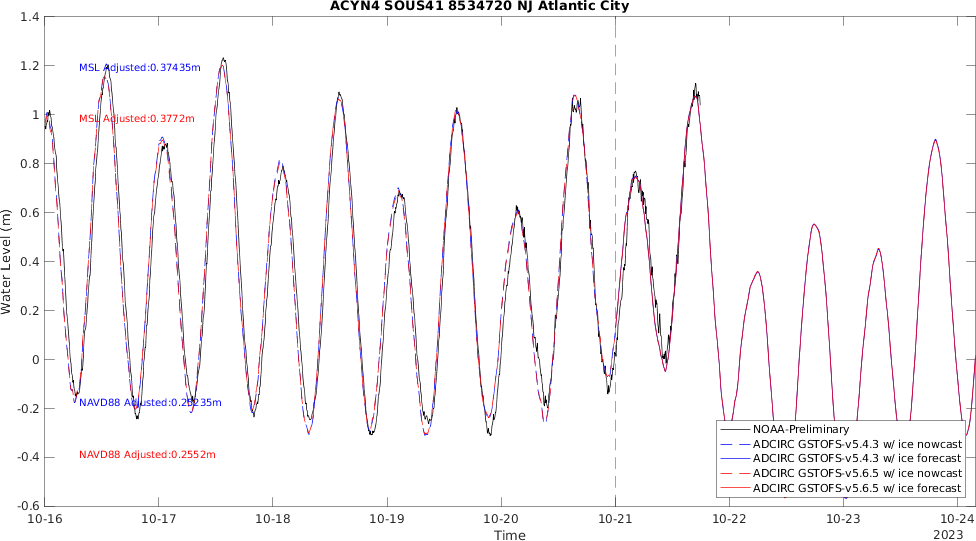 ACYN4 SOUS41 8534720 NJ Atlantic City
1.4
1.2
1
0.8
0.6
0.4
0.2
0
-0.2
-0.4
-0.6
Water Level (m)
MSL Adjusted:0.37435m
MSL Adjusted:0.3772m
NAVD88 Adjusted:0.25235m
NAVD88 Adjusted:0.2552m
NOAA-Preliminary
ADCIRC GSTOFS-v5.4.3 w/ ice nowcast
ADCIRC GSTOFS-v5.4.3 w/ ice forecast
ADCIRC GSTOFS-v5.6.5 w/ ice nowcast
ADCIRC GSTOFS-v5.6.5 w/ ice forecast
10-16 10-17 10-18 10-19 10-20 10-21 10-22 10-23 10-24
2023
Time